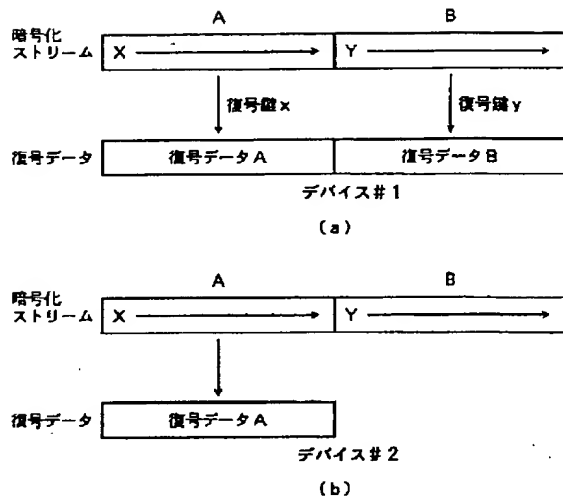 A B
暗号化
ストリーム X Y
復号鍵x 復号鍵y
復号データ 復号データA 復号データB
デバイス#1
(a)
A B
暗号化
ストリーム X Y
復号データ 復号データA
デバイス#2
(b)